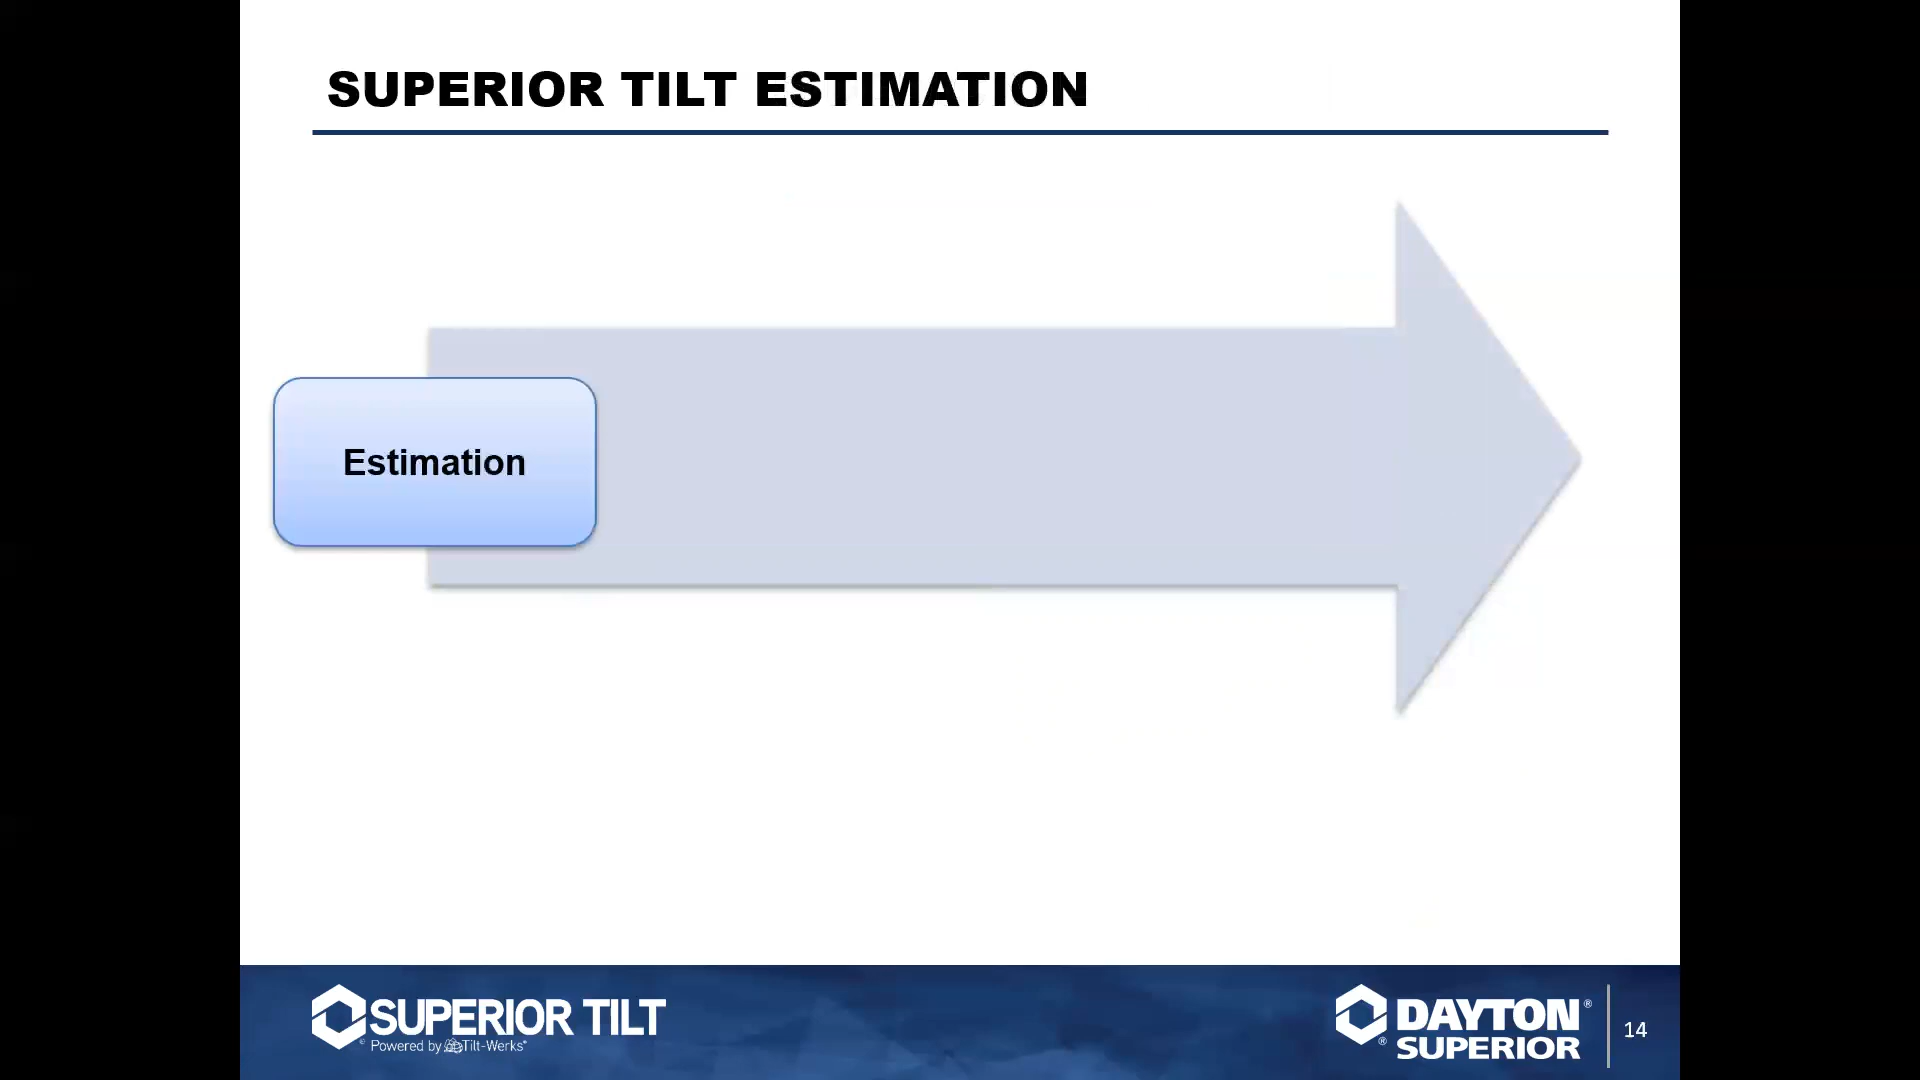 SUPERIOR TILT ESTIMATION
Estimation
SUPERIOR TILT
© Powered by Tilt-Werks®
DAYTON®
® SUPERIOR
14